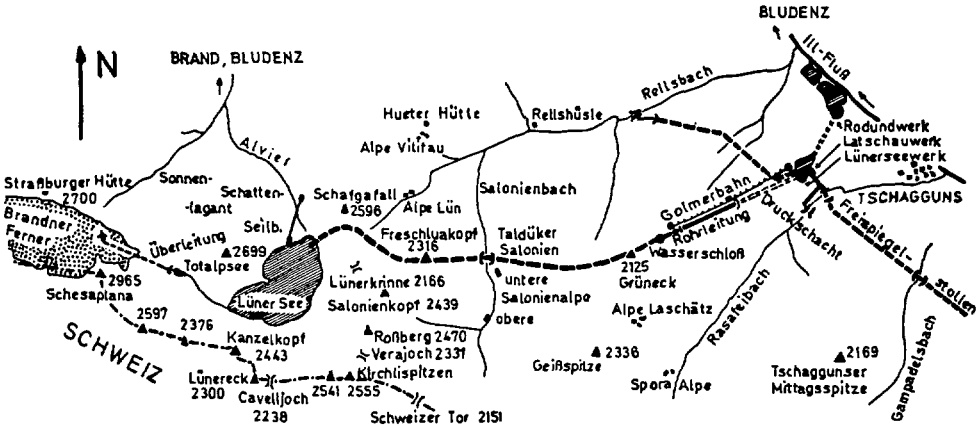 BLUDENZ
Ill-Fluß
N
BRAND, BLUDENZ
Rellsbach
Hueter Hütte
Rellshüsle
Rodundwerk
Latschauwerk
Lünerseewerk
Alpe Vilifau
Alvier
Straßburger Hütte
2700
Sonnen-
Schatten-
-lagant
Schafgafall
2596
Alpe Lün
Salonienbach
Golmerbahn
TSCHAGGUNS
Brandner
Ferner
Überleitung
Seilb.
Freschluakopf
2316
Taldüker
Salonien
Rohrleitung
Wasserschloß
Druckschacht
Freispiegel-
stollen
2699
Totalpsee
2965
Schesaplana
Lüner See
Lünerkrinne 2166
Salonienkopf 2439
untere
Salonienalpe
obere
2125
Grüneck
Alpe Laschätz
Rasafeibach
2597
2376
Kanzelkopf
2443
Roßberg 2470
Verajoch 2331
Kirchlispitzen
Geißspitze
2336
2169
Tschaggunser
Mittagsspitze
Gampadelsbach
SCHWEIZ
Lünereck
2300
Cavelljoch
2238
2541
2555
Schweizer Tor 2151
Spora Alpe